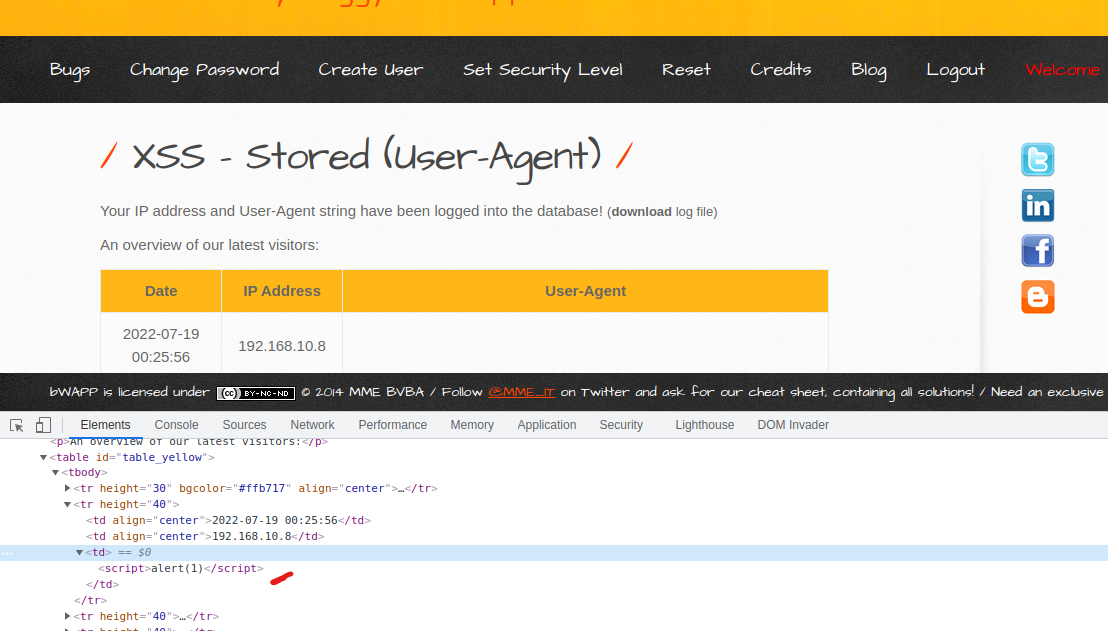 Bugs Change Password Create User Set Security Level Reset Credits Blog Logout Welcome
/ XSS - Stored (User-Agent) /
Your IP address and User-Agent string have been logged into the database! (download log file)
An overview of our latest visitors:
Date IP Address User-Agent
2022-07-19
00:25:56
192.168.10.8
bWAPP is licensed under (cc) BY-NC-ND © 2014 MME BVBA / Follow @MME_IT on Twitter and ask for our cheat sheet, containing all solutions! / Need an exclusive
Elements Console Sources Network Performance Memory Application Security Lighthouse DOM Invader
<p>An overview of our latest visitors:</p>
▼<table id="table_yellow">
▼<tbody>
▶<tr height="30" bgcolor="#ffb717" align="center">…</tr>
▼<tr height="40">
<td align="center">2022-07-19 00:25:56</td>
<td align="center">192.168.10.8</td>
… ▼<td> == $0
<script>alert(1)</script>
</td>
</tr>
▶<tr height="40">…</tr>
▶<tr height="40">…</tr>